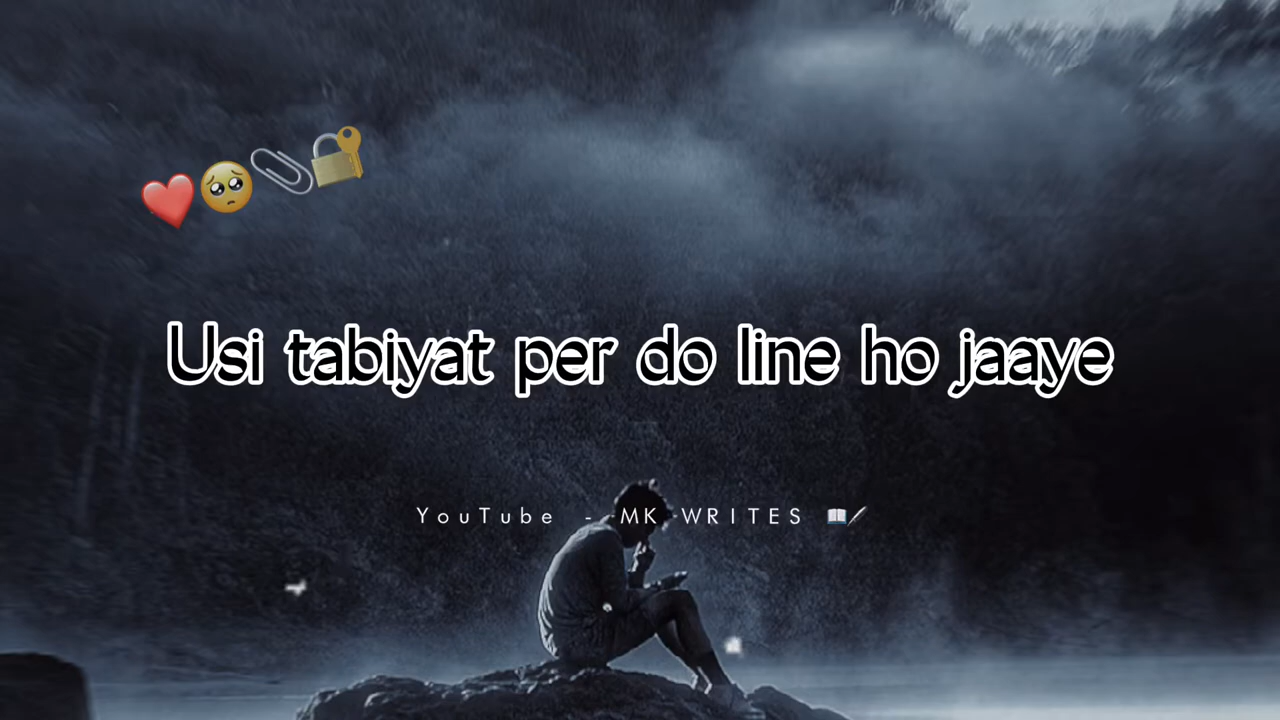 ❤️🥺🖇️🔐
Usi tabiyat per do line ho jaaye
YouTube - MK WRITES 📖🖋️